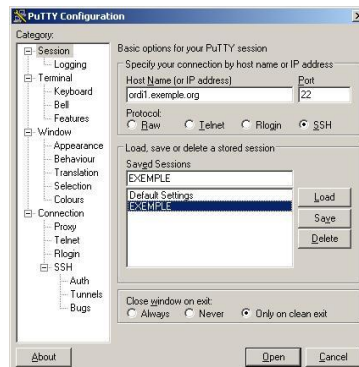 PuTTY Configuration
Category:
Session
Logging
Terminal
Keyboard
Bell
Features
Window
Appearance
Behaviour
Translation
Selection
Colours
Connection
Proxy
Telnet
Rlogin
SSH
Auth
Tunnels
Bugs
Basic options for your PuTTY session
Specify your connection by host name or IP address
Host Name (or IP address) Port
ordi1.exemple.org 22
Protocol:
Raw Telnet Rlogin SSH
Load, save or delete a stored session
Saved Sessions
EXEMPLE
Default Settings
EXEMPLE
Load
Save
Delete
Close window on exit:
Always Never Only on clean exit
About Open Cancel